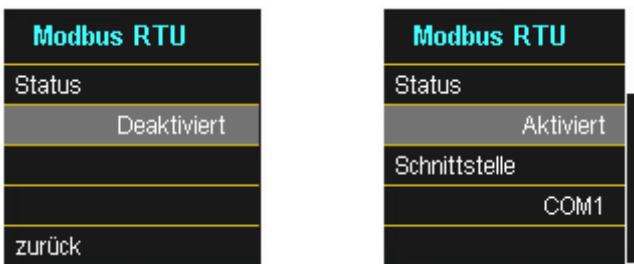 Modbus RTU
Status
Deaktiviert
zurück
Modbus RTU
Status
Aktiviert
Schnittstelle
COM1